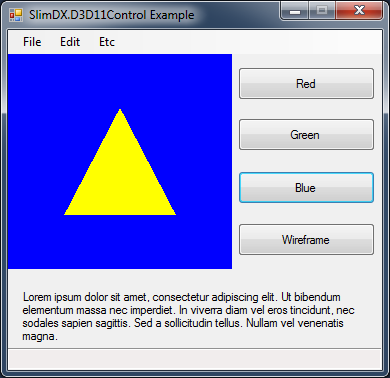 SlimDX.D3D11Control Example
File Edit Etc
Red
Green
Blue
Wireframe
Lorem ipsum dolor sit amet, consectetur adipiscing elit. Ut bibendum
elementum massa nec imperdiet. In viverra diam vel eros tincidunt, nec
sodales sapien sagittis. Sed a sollicitudin tellus. Nullam vel venenatis
magna.